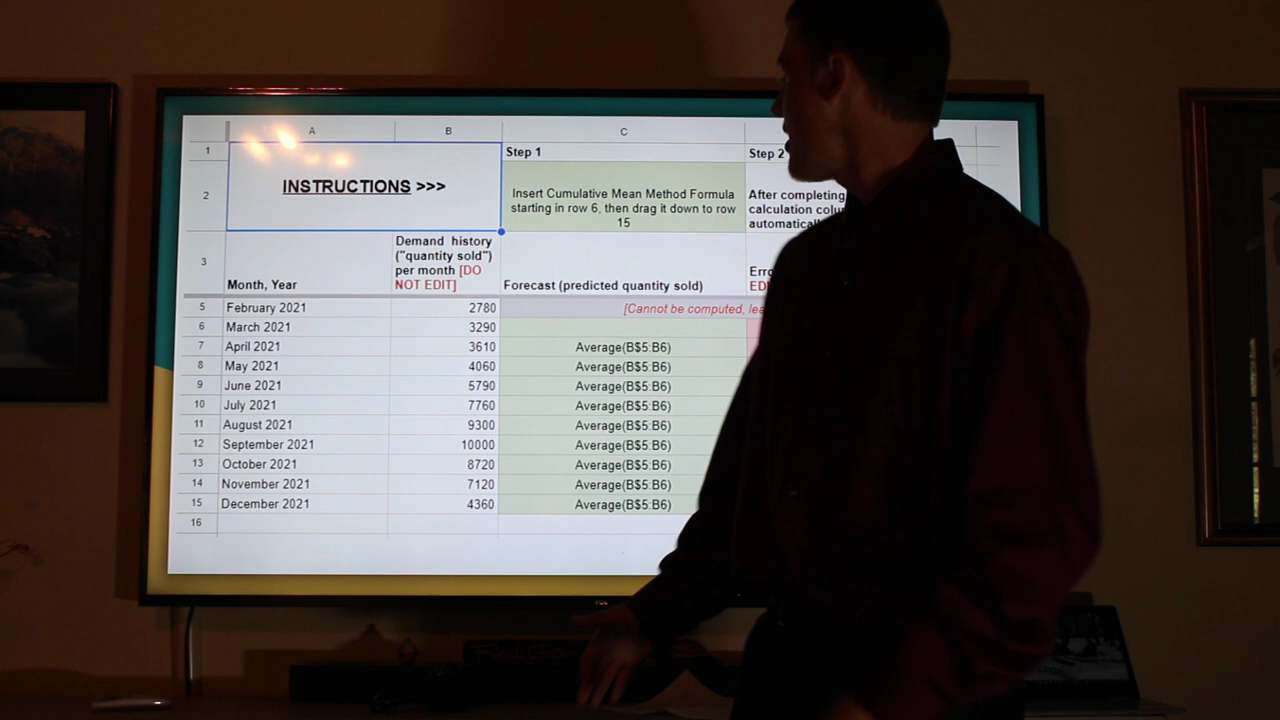 A B C
1 Step 1 Step 2
INSTRUCTIONS >>>
2 Insert Cumulative Mean Method Formula
starting in row 6, then drag it down to row
15
After completing
calculation
Demand history
("quantity sold")
per month [DO
NOT EDIT]
3 Month, Year Forecast (predicted quantity sold)
5 February 2021 2780 [Cannot be computed,
6 March 2021 3290
7 April 2021 3610 Average(B$5:B6)
8 May 2021 4060 Average(B$5:B6)
9 June 2021 5790 Average(B$5:B6)
10 July 2021 7760 Average(B$5:B6)
11 August 2021 9300 Average(B$5:B6)
12 September 2021 10000 Average(B$5:B6)
13 October 2021 8720 Average(B$5:B6)
14 November 2021 7120 Average(B$5:B6)
15 December 2021 4360 Average(B$5:B6)
16